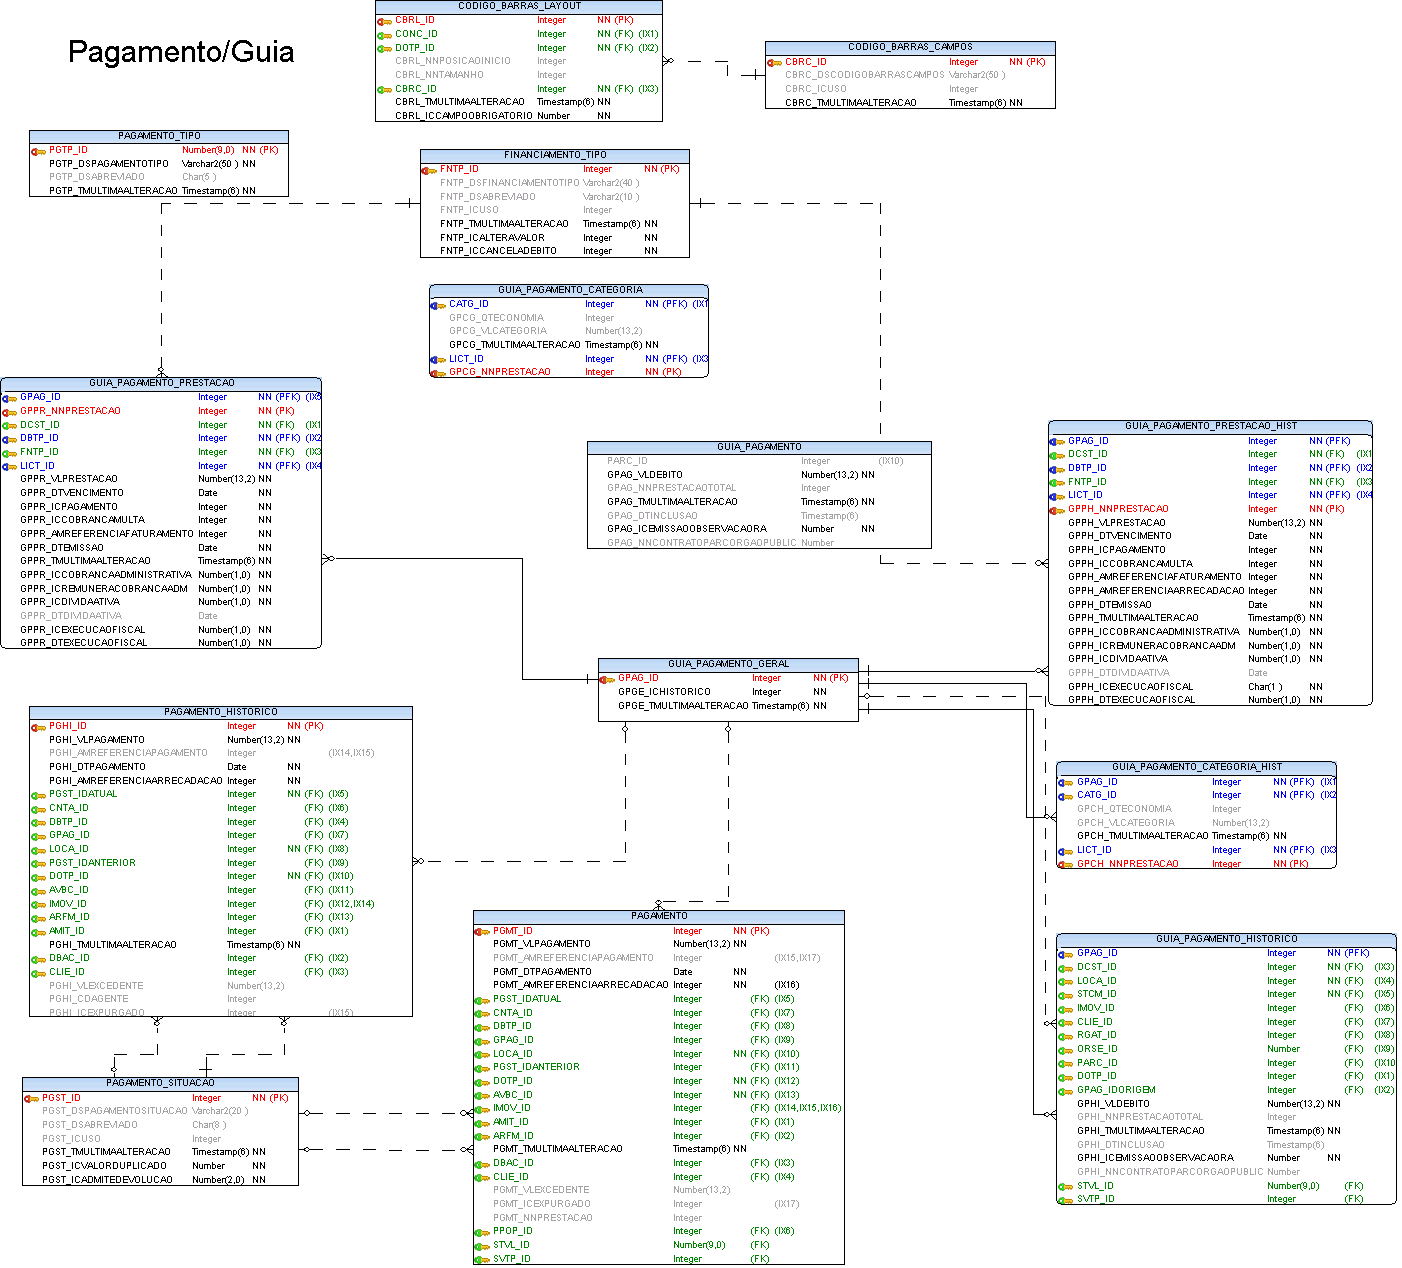 Pagamento/Guia
CODIGO_BARRAS_LAYOUT
CBRL_ID Integer NN (PK)
CONC_ID Integer NN (FK) (IX1)
DOTP_ID Integer NN (FK) (IX2)
CBRL_NNPOSICAOINICIO Integer
CBRL_NNTAMANHO Integer
CBRC_ID Integer NN (FK) (IX3)
CBRL_TMULTIMAALTERACAO Timestamp(6) NN
CBRL_ICCAMPOOBRIGATORIO Number NN
CODIGO_BARRAS_CAMPOS
CBRC_ID Integer NN (PK)
CBRC_DSCODIGOBARRASCAMPOS Varchar2(50 )
CBRC_ICUSO Integer
CBRC_TMULTIMAALTERACAO Timestamp(6) NN
PAGAMENTO_TIPO
PGTP_ID Number(9,0) NN (PK)
PGTP_DSPAGAMENTOTIPO Varchar2(50 ) NN
PGTP_DSABREVIADO Char(5 )
PGTP_TMULTIMAALTERACAO Timestamp(6) NN
FINANCIAMENTO_TIPO
FNTP_ID Integer NN (PK)
FNTP_DSFINANCIAMENTOTIPO Varchar2(40 )
FNTP_DSABREVIADO Varchar2(10 )
FNTP_ICUSO Integer
FNTP_TMULTIMAALTERACAO Timestamp(6) NN
FNTP_ICALTERAVALOR Integer NN
FNTP_ICCANCELADEBITO Integer NN
GUIA_PAGAMENTO_CATEGORIA
CATG_ID Integer NN (PFK) (IX1
GPCG_QTECONOMIA Integer
GPCG_VLCATEGORIA Number(13,2)
GPCG_TMULTIMAALTERACAO Timestamp(6) NN
LICT_ID Integer NN (PFK) (IX3
GPCG_NNPRESTACAO Integer NN (PK)
GUIA_PAGAMENTO_PRESTACAO
GPAG_ID Integer NN (PFK) (IX5
GPPR_NNPRESTACAO Integer NN (PK)
DCST_ID Integer NN (FK) (IX1
DBTP_ID Integer NN (PFK) (IX2
FNTP_ID Integer NN (FK) (IX3
LICT_ID Integer NN (PFK) (IX4
GPPR_VLPRESTACAO Number(13,2) NN
GPPR_DTVENCIMENTO Date NN
GPPR_ICPAGAMENTO Integer NN
GPPR_ICCOBRANCAMULTA Integer NN
GPPR_AMREFERENCIAFATURAMENTO Integer NN
GPPR_DTEMISSAO Date NN
GPPR_TMULTIMAALTERACAO Timestamp(6) NN
GPPR_ICCOBRANCAADMINISTRATIVA Number(1,0) NN
GPPR_ICREMUNERACOBRANCAADM Number(1,0) NN
GPPR_ICDIVIDAATIVA Number(1,0) NN
GPPR_DTDIVIDAATIVA Date
GPPR_ICEXECUCAOFISCAL Number(1,0) NN
GPPR_DTEXECUCAOFISCAL Number(1,0) NN
GUIA_PAGAMENTO
PARC_ID Integer (IX10)
GPAG_VLDEBITO Number(13,2) NN
GPAG_NNPRESTACAOTOTAL Integer
GPAG_TMULTIMAALTERACAO Timestamp(6) NN
GPAG_DTINCLUSAO Timestamp(6)
GPAG_ICEMISSAOOBSERVACAORA Number NN
GPAG_NNCONTRATOPARCORGAOPUBLIC Number
GUIA_PAGAMENTO_PRESTACAO_HIST
GPAG_ID Integer NN (PFK)
DCST_ID Integer NN (FK) (IX1
DBTP_ID Integer NN (PFK) (IX2
FNTP_ID Integer NN (FK) (IX3
LICT_ID Integer NN (PFK) (IX4
GPPH_NNPRESTACAO Integer NN (PK)
GPPH_VLPRESTACAO Number(13,2) NN
GPPH_DTVENCIMENTO Date NN
GPPH_ICPAGAMENTO Integer NN
GPPH_ICCOBRANCAMULTA Integer NN
GPPH_AMREFERENCIAFATURAMENTO Integer NN
GPPH_AMREFERENCIAARRECADACAO Integer NN
GPPH_DTEMISSAO Date NN
GPPH_TMULTIMAALTERACAO Timestamp(6) NN
GPPH_ICCOBRANCAADMINISTRATIVA Number(1,0) NN
GPPH_ICREMUNERACOBRANCAADM Number(1,0) NN
GPPH_ICDIVIDAATIVA Number(1,0) NN
GPPH_DTDIVIDAATIVA Date
GPPH_ICEXECUCAOFISCAL Char(1 ) NN
GPPH_DTEXECUCAOFISCAL Number(1,0) NN
GUIA_PAGAMENTO_GERAL
GPAG_ID Integer NN (PK)
GPGE_ICHISTORICO Integer NN
GPGE_TMULTIMAALTERACAO Timestamp(6) NN
PAGAMENTO_HISTORICO
PGHI_ID Integer NN (PK)
PGHI_VLPAGAMENTO Number(13,2) NN
PGHI_AMREFERENCIAPAGAMENTO Integer (IX14,IX15)
PGHI_DTPAGAMENTO Date NN
PGHI_AMREFERENCIAARRECADACAO Integer NN
PGST_IDATUAL Integer NN (FK) (IX5)
CNTA_ID Integer (FK) (IX6)
DBTP_ID Integer (FK) (IX4)
GPAG_ID Integer (FK) (IX7)
LOCA_ID Integer NN (FK) (IX8)
PGST_IDANTERIOR Integer (FK) (IX9)
DOTP_ID Integer NN (FK) (IX10)
AVBC_ID Integer (FK) (IX11)
IMOV_ID Integer (FK) (IX12,IX14)
ARFM_ID Integer (FK) (IX13)
AMIT_ID Integer (FK) (IX1)
PGHI_TMULTIMAALTERACAO Timestamp(6) NN
DBAC_ID Integer (FK) (IX2)
CLIE_ID Integer (FK) (IX3)
PGHI_VLEXCEDENTE Number(13,2)
PGHI_CDAGENTE Integer
PGHI_ICEXPURGADO Integer (IX15)
GUIA_PAGAMENTO_CATEGORIA_HIST
GPAG_ID Integer NN (PFK) (IX1
CATG_ID Integer NN (PFK) (IX2
GPCH_QTECONOMIA Integer
GPCH_VLCATEGORIA Number(13,2)
GPCH_TMULTIMAALTERACAO Timestamp(6) NN
LICT_ID Integer NN (PFK) (IX3
GPCH_NNPRESTACAO Integer NN (PK)
PAGAMENTO
PGMT_ID Integer NN (PK)
PGMT_VLPAGAMENTO Number(13,2) NN
PGMT_AMREFERENCIAPAGAMENTO Integer (IX15,IX17)
PGMT_DTPAGAMENTO Date NN
PGMT_AMREFERENCIAARRECADACAO Integer NN (IX16)
PGST_IDATUAL Integer (FK) (IX5)
CNTA_ID Integer (FK) (IX7)
DBTP_ID Integer (FK) (IX8)
GPAG_ID Integer (FK) (IX9)
LOCA_ID Integer NN (FK) (IX10)
PGST_IDANTERIOR Integer (FK) (IX11)
DOTP_ID Integer NN (FK) (IX12)
AVBC_ID Integer NN (FK) (IX13)
IMOV_ID Integer (FK) (IX14,IX15,IX16)
AMIT_ID Integer (FK) (IX1)
ARFM_ID Integer (FK) (IX2)
PGMT_TMULTIMAALTERACAO Timestamp(6) NN
DBAC_ID Integer (FK) (IX3)
CLIE_ID Integer (FK) (IX4)
PGMT_VLEXCEDENTE Number(13,2)
PGMT_ICEXPURGADO Integer (IX17)
PGMT_NNPRESTACAO Integer
PPOP_ID Integer (FK) (IX6)
STVL_ID Number(9,0) (FK)
SVTP_ID Integer (FK)
GUIA_PAGAMENTO_HISTORICO
GPAG_ID Integer NN (PFK)
DCST_ID Integer NN (FK) (IX3)
LOCA_ID Integer NN (FK) (IX4)
STCM_ID Integer NN (FK) (IX5)
IMOV_ID Integer (FK) (IX6)
CLIE_ID Integer (FK) (IX7)
RGAT_ID Integer (FK) (IX8)
ORSE_ID Number (FK) (IX9)
PARC_ID Integer (FK) (IX10
DOTP_ID Integer (FK) (IX1)
GPAG_IDORIGEM Integer (FK) (IX2)
GPHI_VLDEBITO Number(13,2) NN
GPHI_NNPRESTACAOTOTAL Integer
GPHI_TMULTIMAALTERACAO Timestamp(6) NN
GPHI_DTINCLUSAO Timestamp(6)
GPHI_ICEMISSAOOBSERVACAORA Number NN
GPHI_NNCONTRATOPARCORGAOPUBLIC Number
STVL_ID Number(9,0) (FK)
SVTP_ID Integer (FK)
PAGAMENTO_SITUACAO
PGST_ID Integer NN (PK)
PGST_DSPAGAMENTOSITUACAO Varchar2(20 )
PGST_DSABREVIADO Char(8 )
PGST_ICUSO Integer
PGST_TMULTIMAALTERACAO Timestamp(6) NN
PGST_ICVALORDUPLICADO Number NN
PGST_ICADMITEDEVOLUCAO Number(2,0) NN